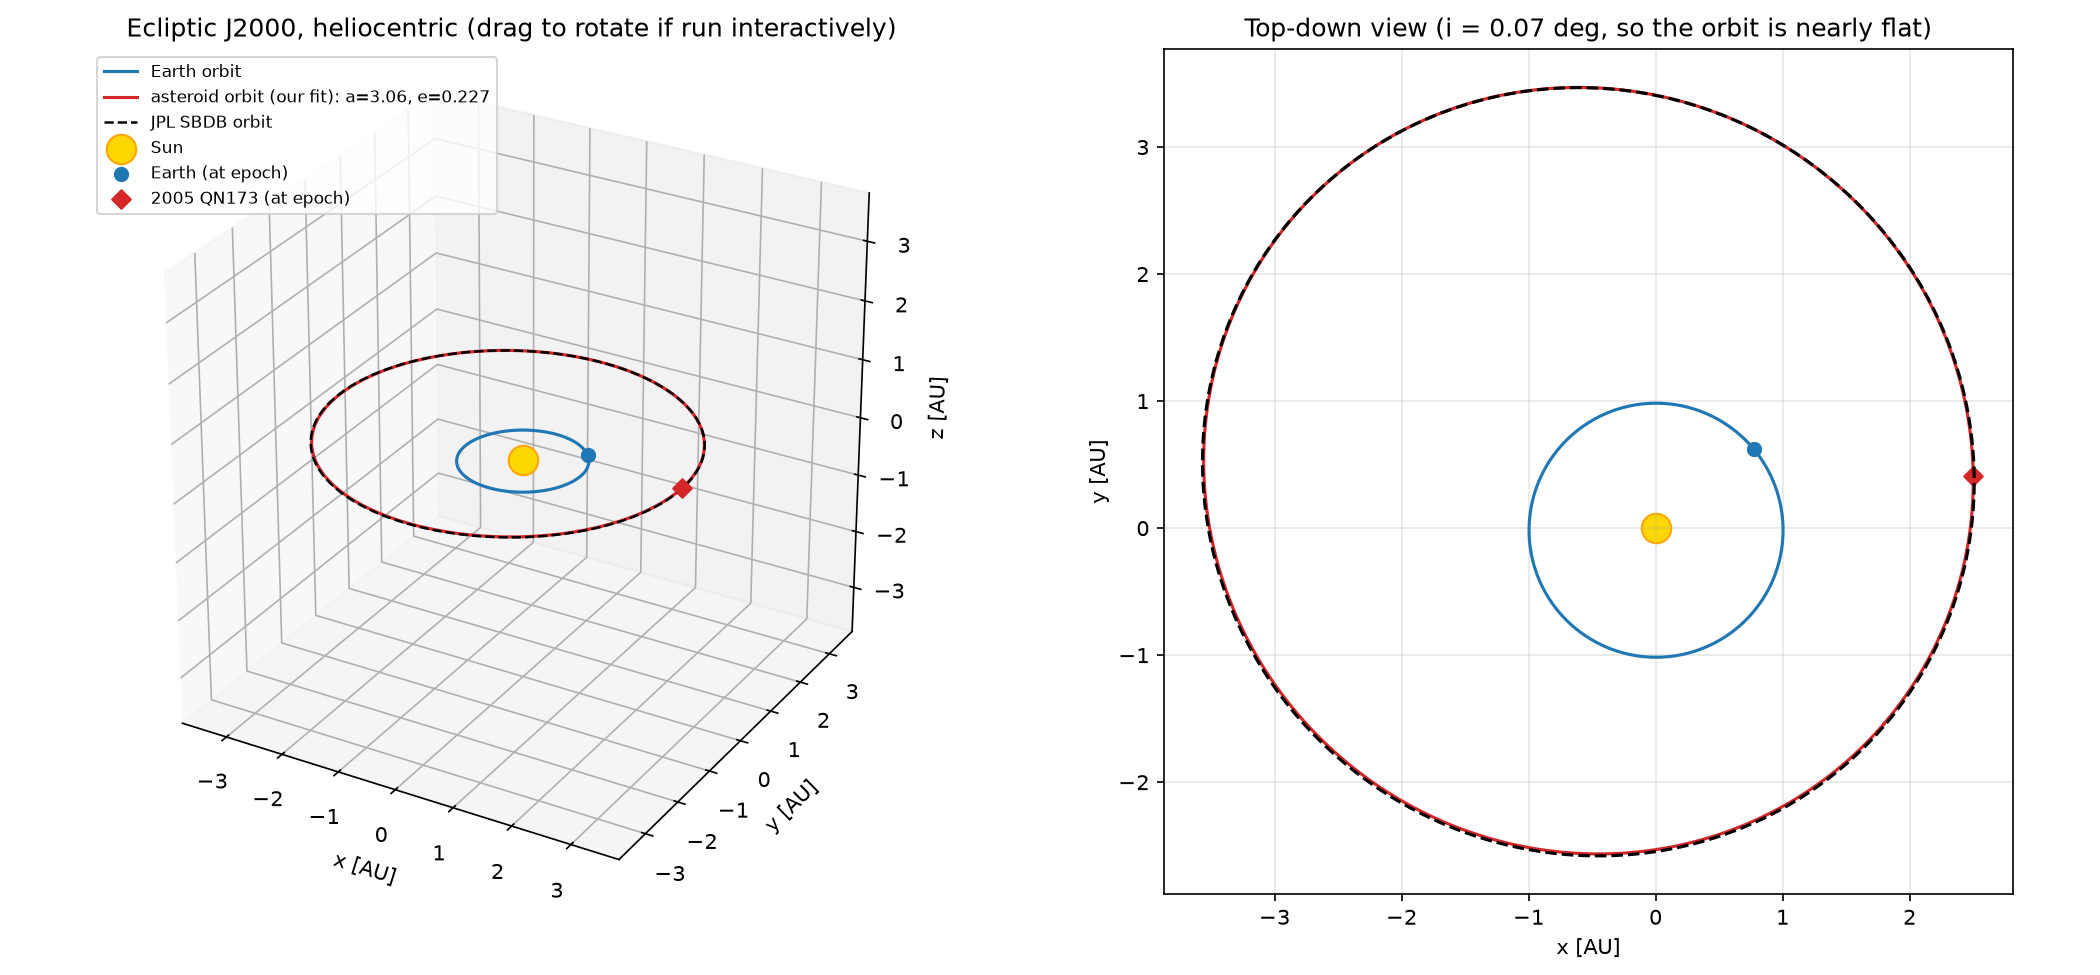 Ecliptic J2000, heliocentric (drag to rotate if run interactively)
Earth orbit
asteroid orbit (our fit): a=3.06, e=0.227
JPL SBDB orbit
Sun
Earth (at epoch)
2005 QN173 (at epoch)
3
2
1
0
−1
−2
−3
z [AU]
3
2
1
0
−1
−2
−3
y [AU]
−3
−2
−1
0
1
2
3
x [AU]
Top-down view (i = 0.07 deg, so the orbit is nearly flat)
3
2
1
0
−1
−2
y [AU]
−3
−2
−1
0
1
2
x [AU]